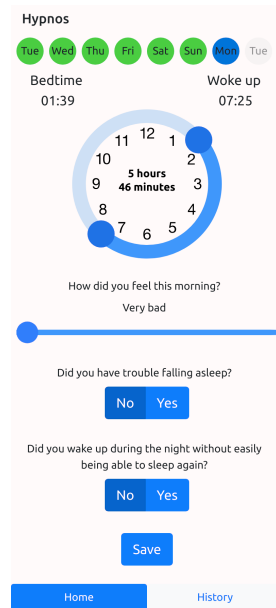 Hypnos
Tue Wed Thu Fri Sat Sun Mon Tue
Bedtime Woke up
01:39 07:25
12
11 1
10 2
5 hours
9 46 minutes 3
8 4
7 6 5
How did you feel this morning?
Very bad
Did you have trouble falling asleep?
No Yes
Did you wake up during the night without easily
being able to sleep again?
No Yes
Save
Home History